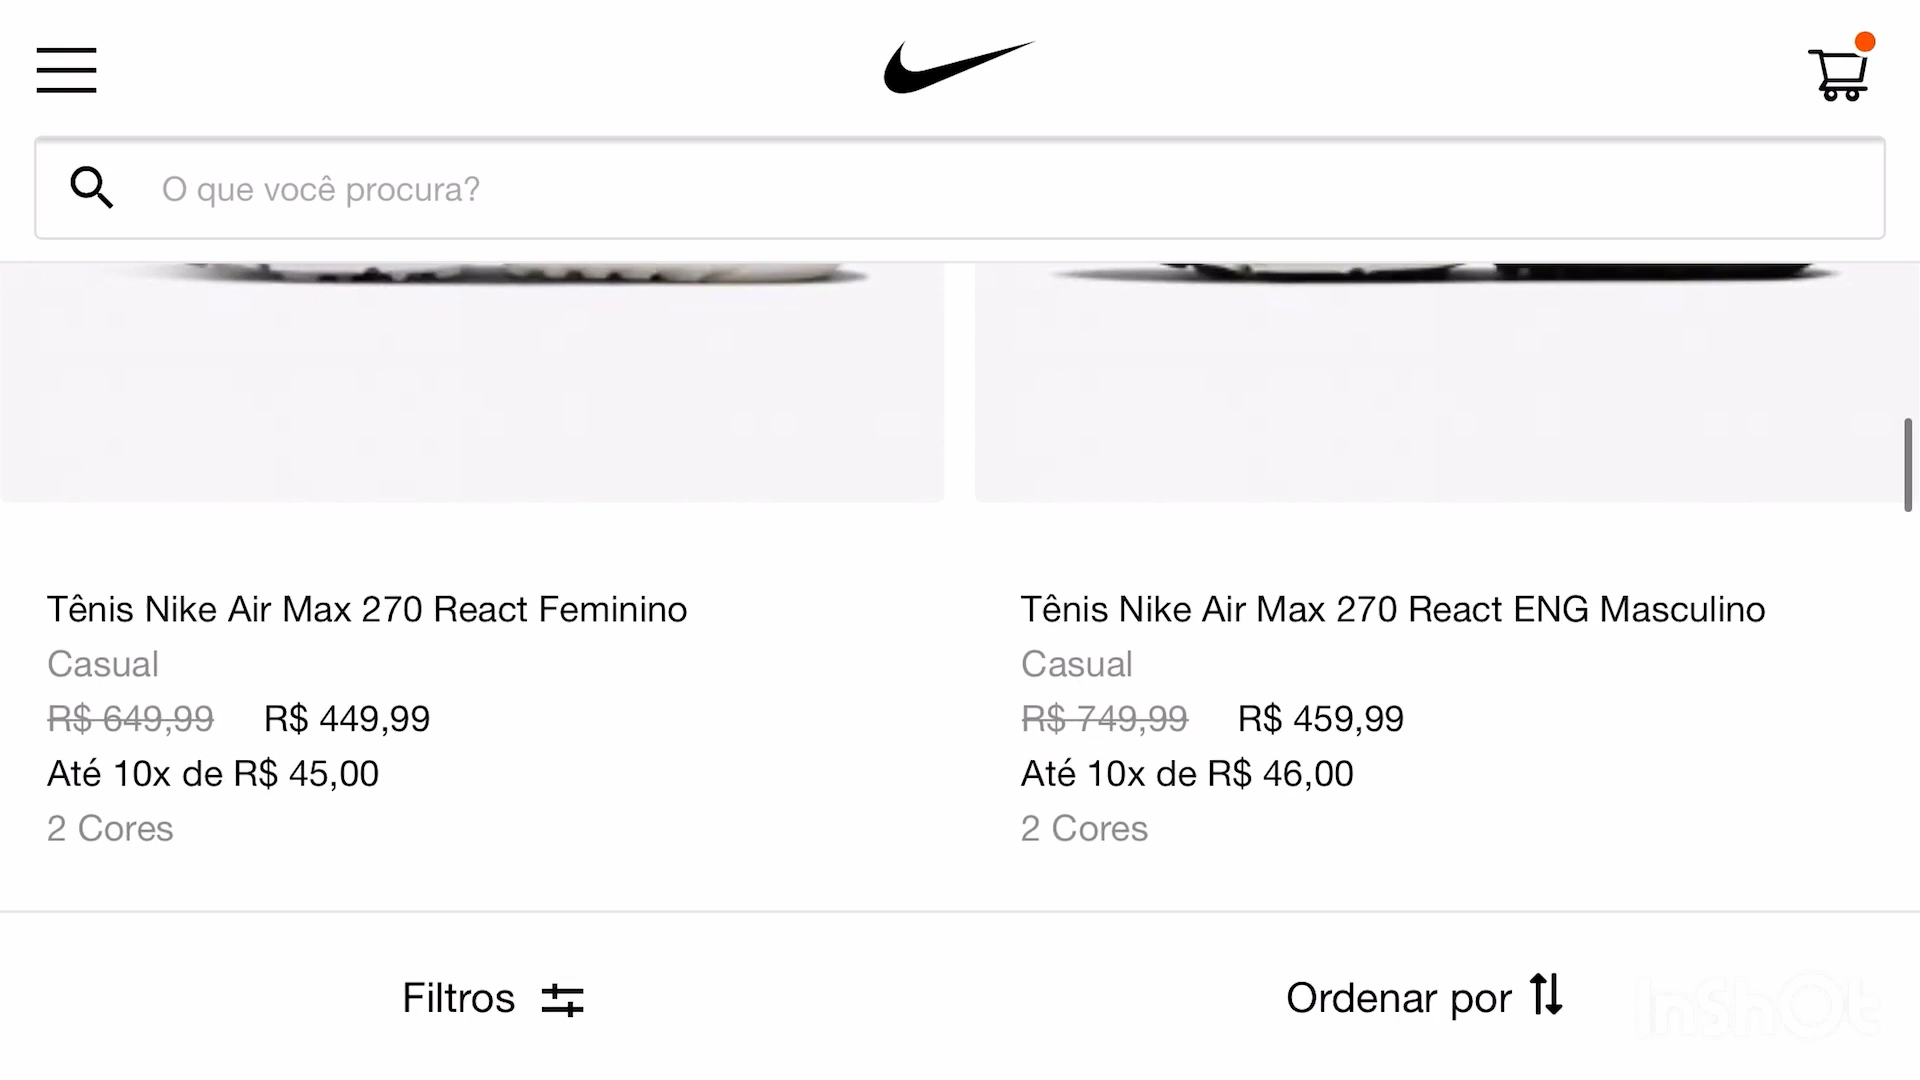 O que você procura?
Tênis Nike Air Max 270 React Feminino
Casual
R$ 649,99 R$ 449,99
Até 10x de R$ 45,00
2 Cores
Tênis Nike Air Max 270 React ENG Masculino
Casual
R$ 749,99 R$ 459,99
Até 10x de R$ 46,00
2 Cores
Filtros
Ordenar por
InShOt